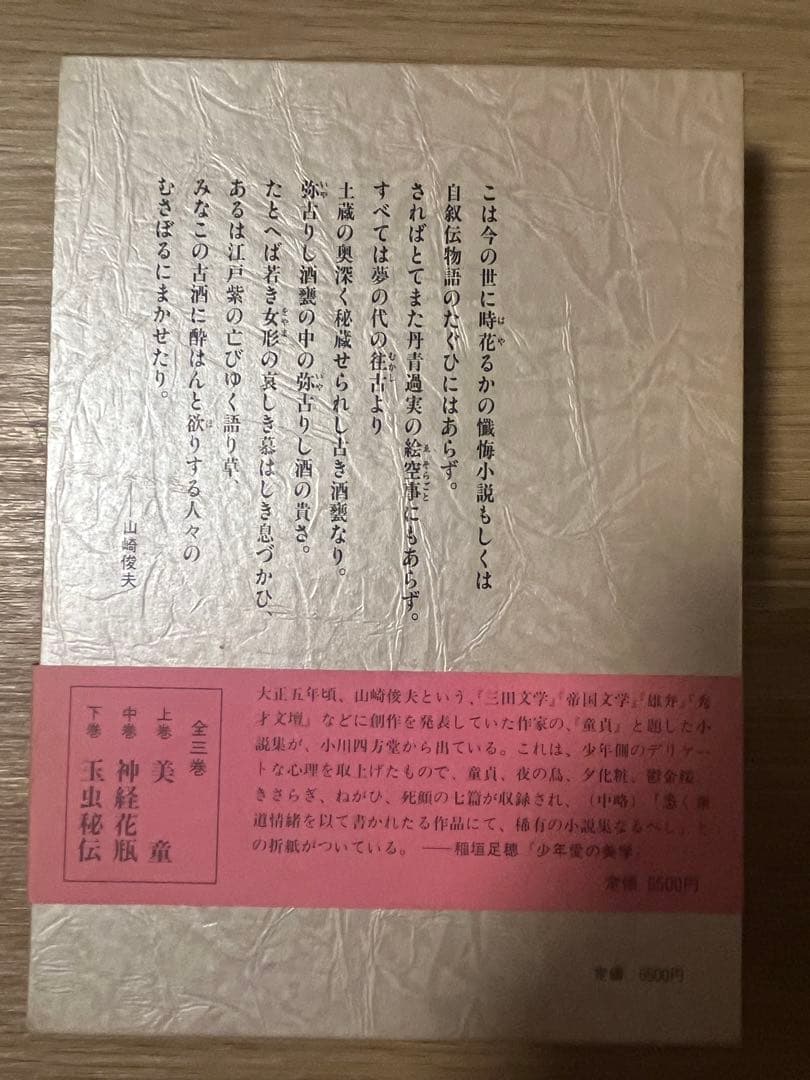 こは今の世に時花るかの懺悔小説もしくは
自叙伝物語のたぐひにはあらず。
さればとてまた丹青過実の絵空事にもあらず。
すべては夢の代の往古より
土蔵の奥深く秘蔵せられし古き酒甕なり。
弥古りし酒甕の中の弥古りし酒の貴さ。
たとへば若き女形の哀しき慕はしき息づかひ、
あるは江戸紫の亡びゆく語り草、
みなこの古酒に酔はんと欲りする人々の
むさぼるにまかせたり。
――山崎俊夫
全三巻
上巻 美童
中巻 神経花瓶
下巻 玉虫秘伝
大正五年頃、山崎俊夫という、『三田文学』『帝国文学』『雄弁』『秀
才文壇』などに創作を発表していた作家の、『童貞』と題した小
説集が、小川四方堂から出ている。これは、少年側のデリケー
トな心理を取上げたもので、童貞、夜の鳥、夕化粧、鬱金桜
きさらぎ、ねがひ、死顔の七篇が収録され、（中略）「悉く
道情緒を以て書かれたる作品にて、稀有の小説集なるべし」と
の折紙がついている。――稲垣足穂『少年愛の美学』
定価 6500円
定価 6500円